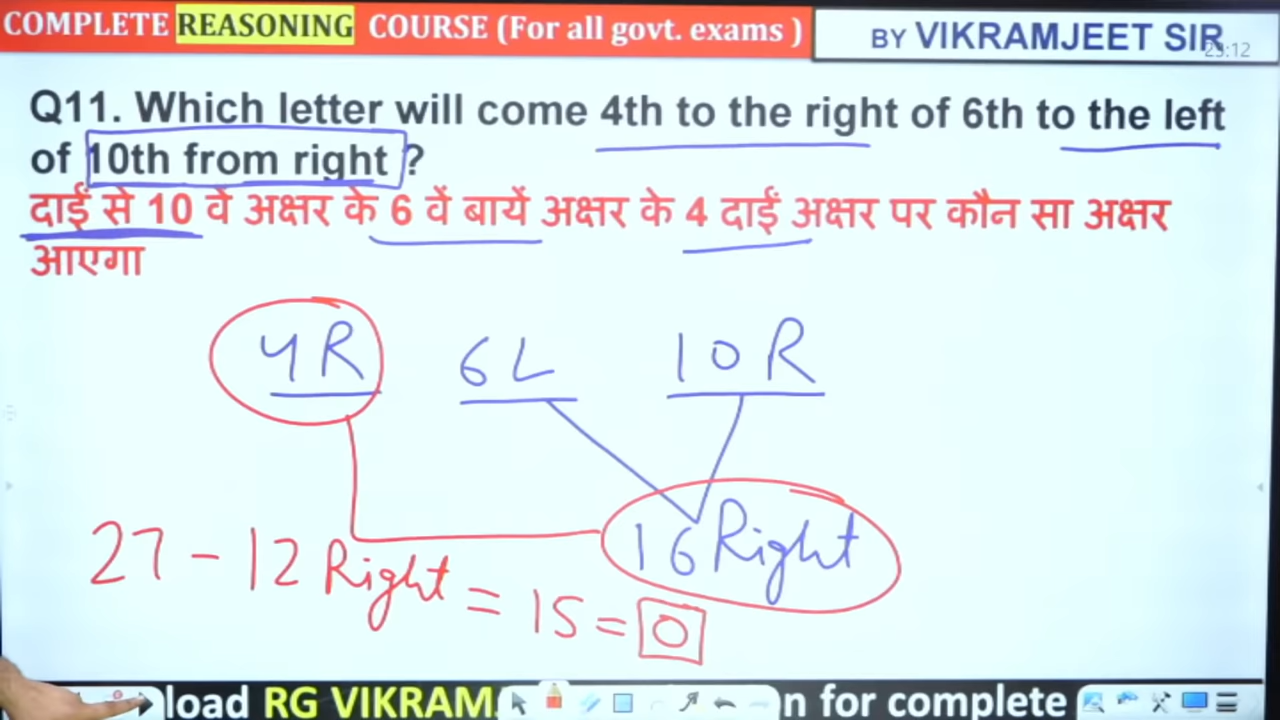 COMPLETE REASONING COURSE (For all govt. exams )
BY VIKRAMJEET SIR
23:12
Q11. Which letter will come 4th to the right of 6th to the left
of 10th from right ?
दाईं से 10 वे अक्षर के 6 वें बायें अक्षर के 4 दाईं अक्षर पर कौन सा अक्षर
आएगा
4R 6L 10R
16 Right
27 - 12 Right = 15 = O
load RG VIKRAM
n for complete